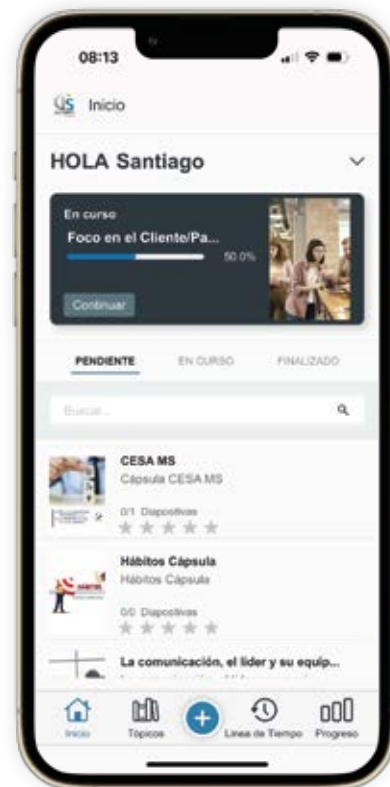 08:13
Inicio
HOLA Santiago
En curso
Foco en el Cliente/Pa...
50.0%
Continuar
PENDIENTE EN CURSO FINALIZADO
Buscar...
CESA MS
Cápsula CESA MS
0/1 Diapositivas
Hábitos Cápsula
Hábitos Cápsula
0/0 Diapositivas
La comunicación, el líder y su equip...
Inicio Tópicos Linea de Tiempo Progreso